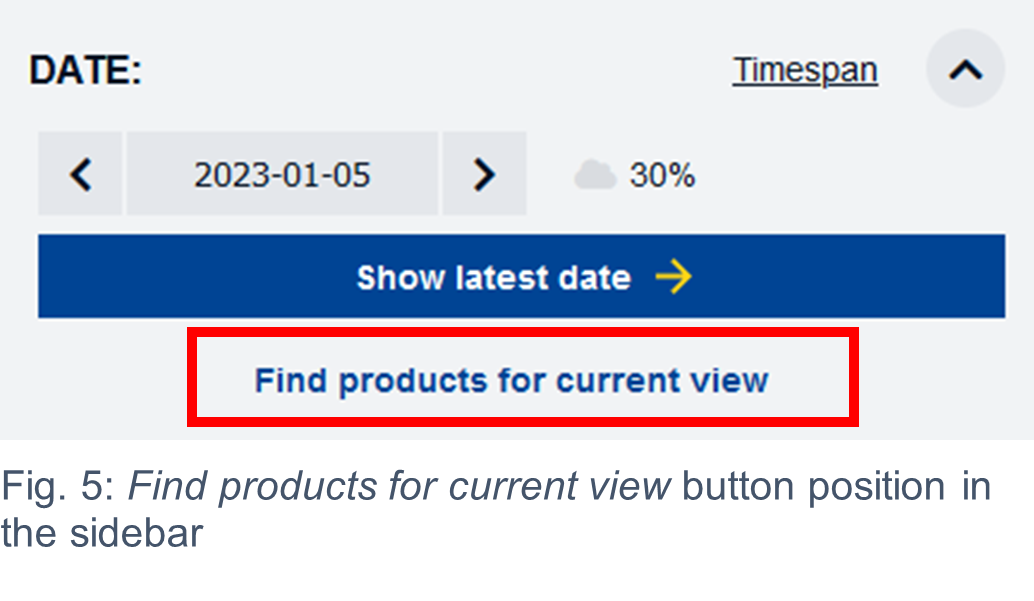 DATE:
Timespan
2023-01-05
30%
Show latest date
Find products for current view
Fig. 5: Find products for current view button position in
the sidebar